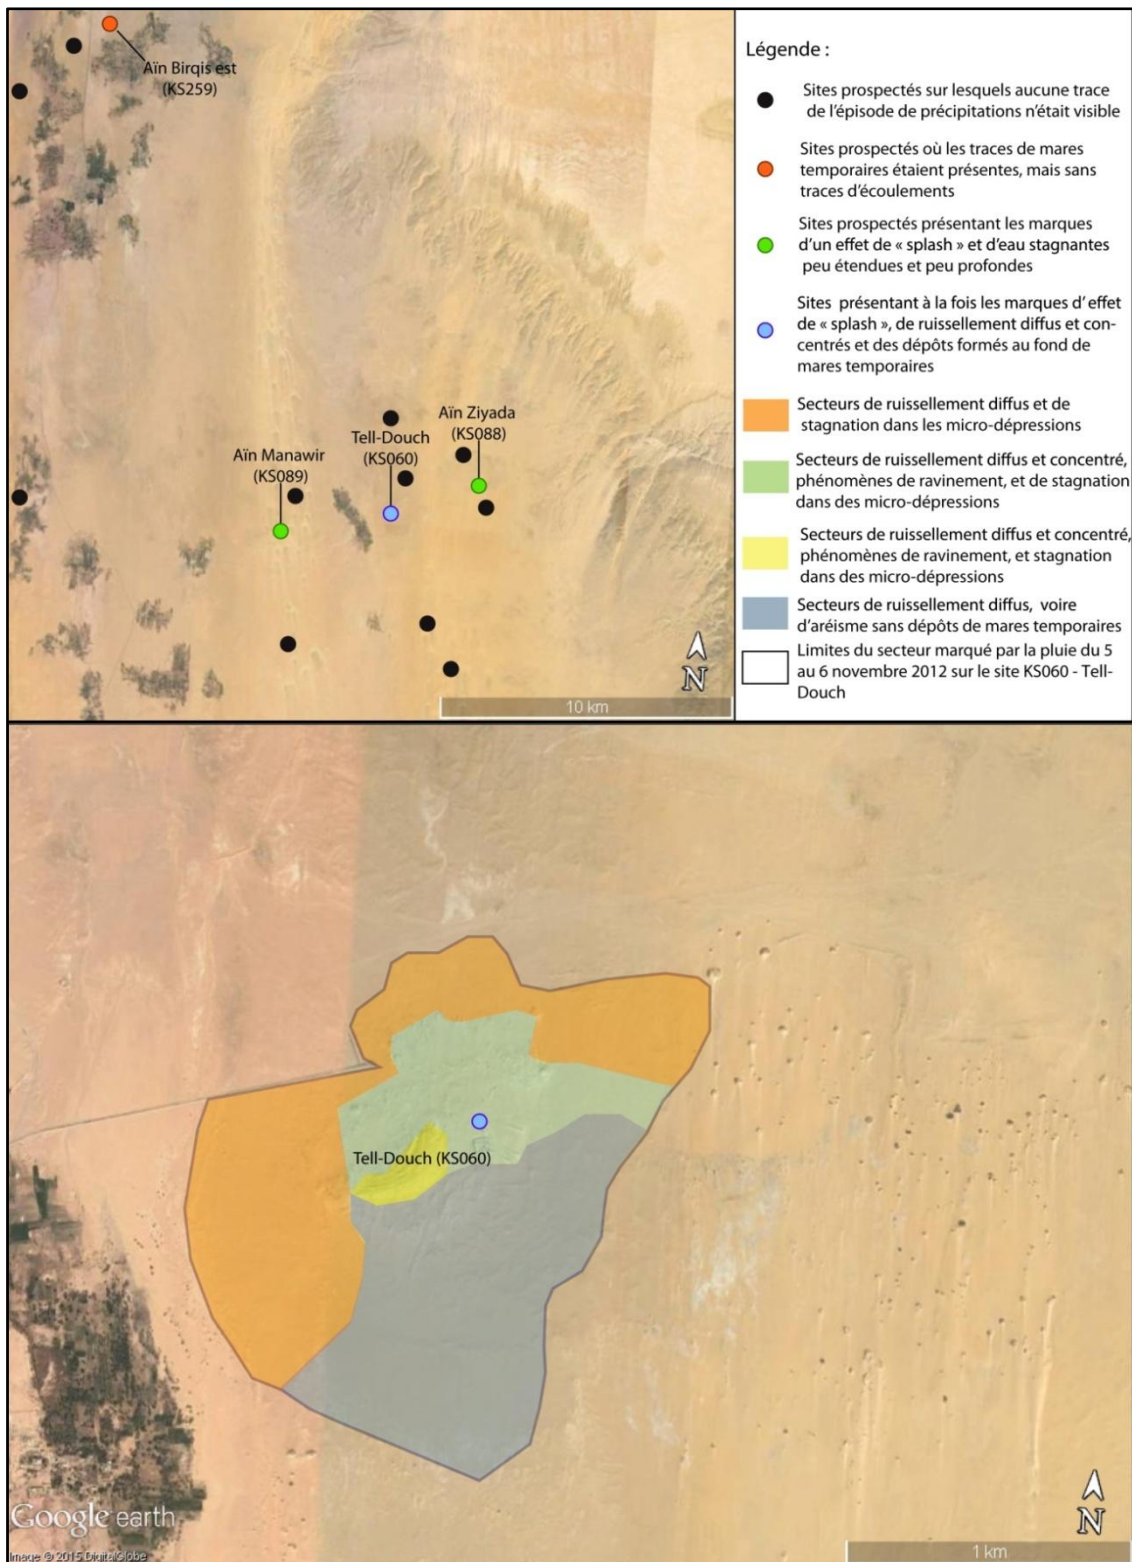 Aïn Birqis est
(KS259)
Aïn Ziyada
(KS088)
Tell-Douch
(KS060)
Aïn Manawir
(KS089)
N
10 km
Légende :
Sites prospectés sur lesquels aucune trace
de l'épisode de précipitations n'était visible
Sites prospectés où les traces de mares
temporaires étaient présentes, mais sans
traces d'écoulements
Sites prospectés présentant les marques
d'un effet de « splash » et d'eau stagnantes
peu étendues et peu profondes
Sites présentant à la fois les marques d'effet
de « splash », de ruissellement diffus et con-
centrés et des dépôts formés au fond de
mares temporaires
Secteurs de ruissellement diffus et de
stagnation dans les micro-dépressions
Secteurs de ruissellement diffus et concentré,
phénomènes de ravinement, et de stagnation
dans des micro-dépressions
Secteurs de ruissellement diffus et concentré,
phénomènes de ravinement, et stagnation
dans des micro-dépressions
Secteurs de ruissellement diffus, voire
d'aréisme sans dépôts de mares temporaires
Limites du secteur marqué par la pluie du 5
au 6 novembre 2012 sur le site KS060 - Tell-
Douch
Tell-Douch (KS060)
Google earth
Image © 2015 DigitalGlobe
N
1 km